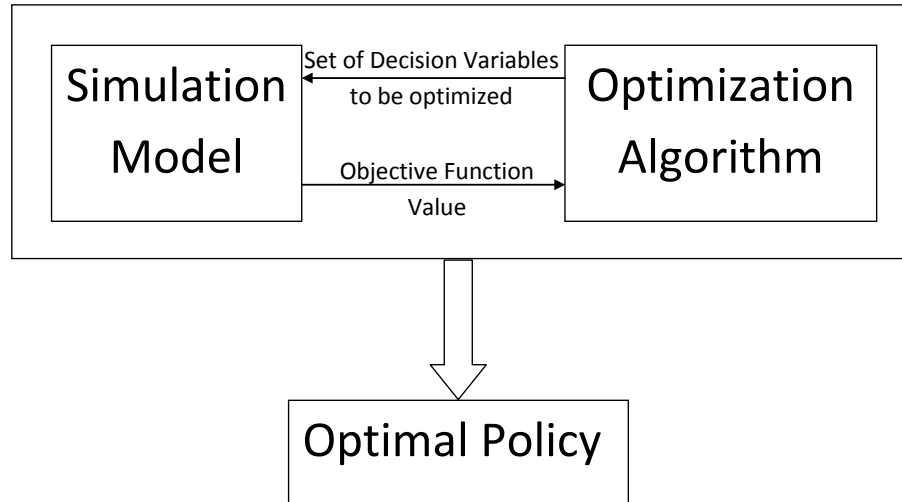 Simulation
Model
Set of Decision Variables
to be optimized
Objective Function
Value
Optimization
Algorithm
Optimal Policy